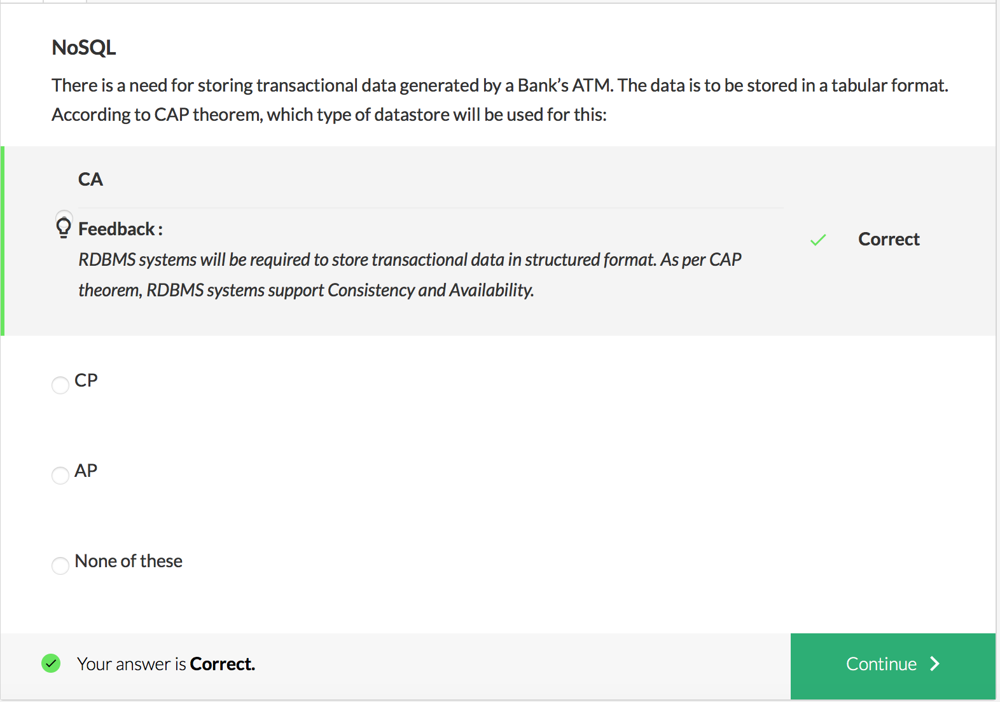 NoSQL
There is a need for storing transactional data generated by a Bank’s ATM. The data is to be stored in a tabular format.
According to CAP theorem, which type of datastore will be used for this:
CA
Feedback :
RDBMS systems will be required to store transactional data in structured format. As per CAP
theorem, RDBMS systems support Consistency and Availability.
Correct
CP
AP
None of these
Your answer is Correct.
Continue